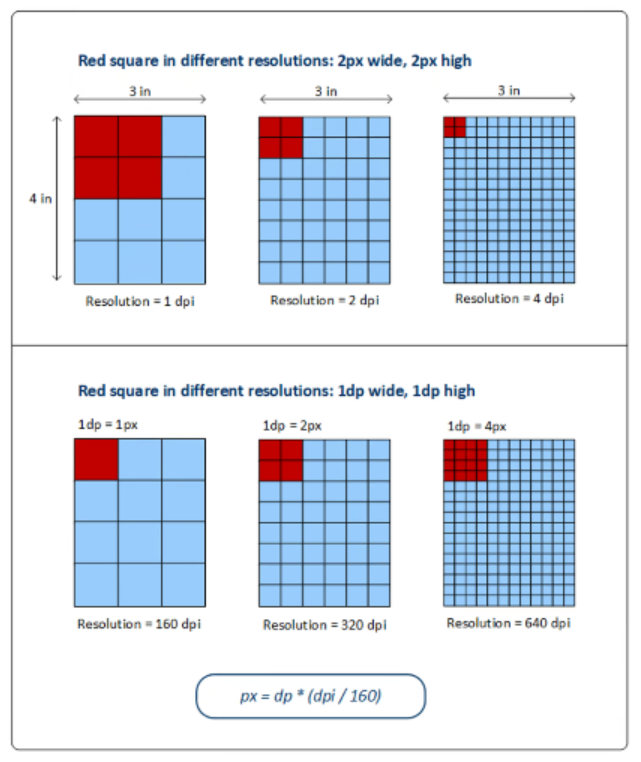 Red square in different resolutions: 2px wide, 2px high
3 in
3 in
3 in
4 in
Resolution = 1 dpi
Resolution = 2 dpi
Resolution = 4 dpi
Red square in different resolutions: 1dp wide, 1dp high
1dp = 1px
1dp = 2px
1dp = 4px
Resolution = 160 dpi
Resolution = 320 dpi
Resolution = 640 dpi
px = dp * (dpi / 160)